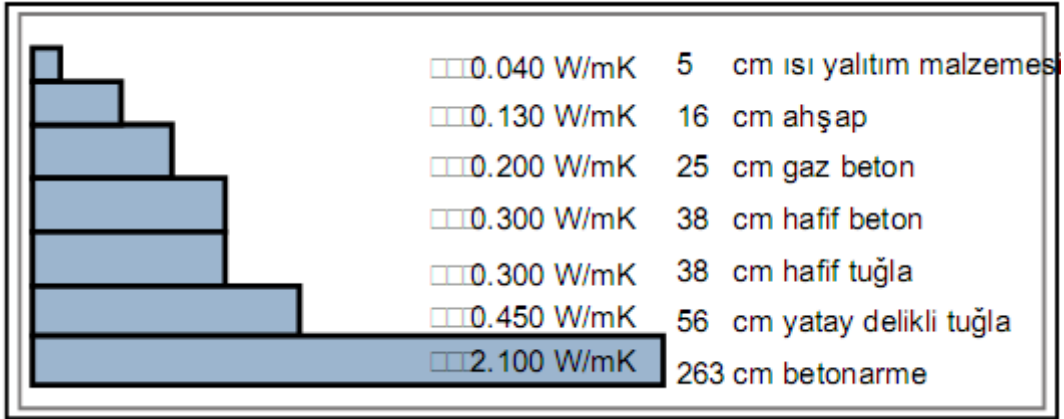 □□□0.040 W/mK 5 cm ısı yalıtım malzemesi
□□□0.130 W/mK 16 cm ahşap
□□□0.200 W/mK 25 cm gaz beton
□□□0.300 W/mK 38 cm hafif beton
□□□0.300 W/mK 38 cm hafif tuğla
□□□0.450 W/mK 56 cm yatay delikli tuğla
□□□2.100 W/mK 263 cm betonarme